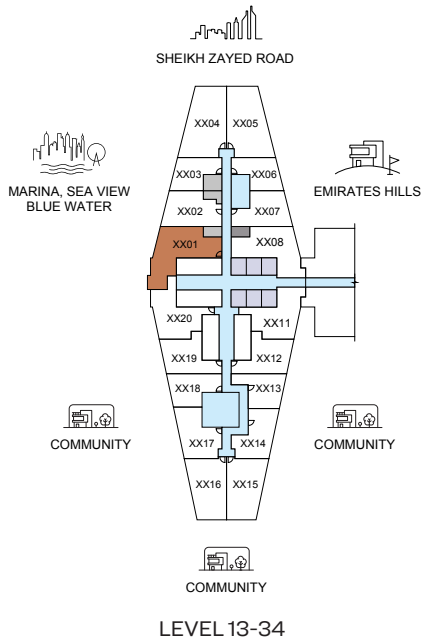 SHEIKH ZAYED ROAD
XX04 XX05
MARINA, SEA VIEW
BLUE WATER
XX03 XX06
EMIRATES HILLS
XX02 XX07
XX01 XX08
XX20 XX11
XX19 XX12
XX18 XX13
COMMUNITY
COMMUNITY
XX17 XX14
XX16 XX15
COMMUNITY
LEVEL 13-34